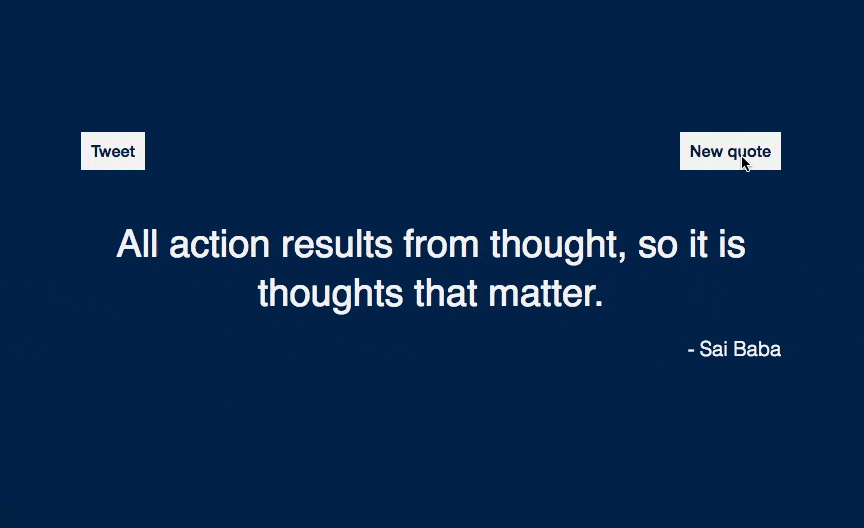 Tweet
New quote
All action results from thought, so it is
thoughts that matter.
- Sai Baba